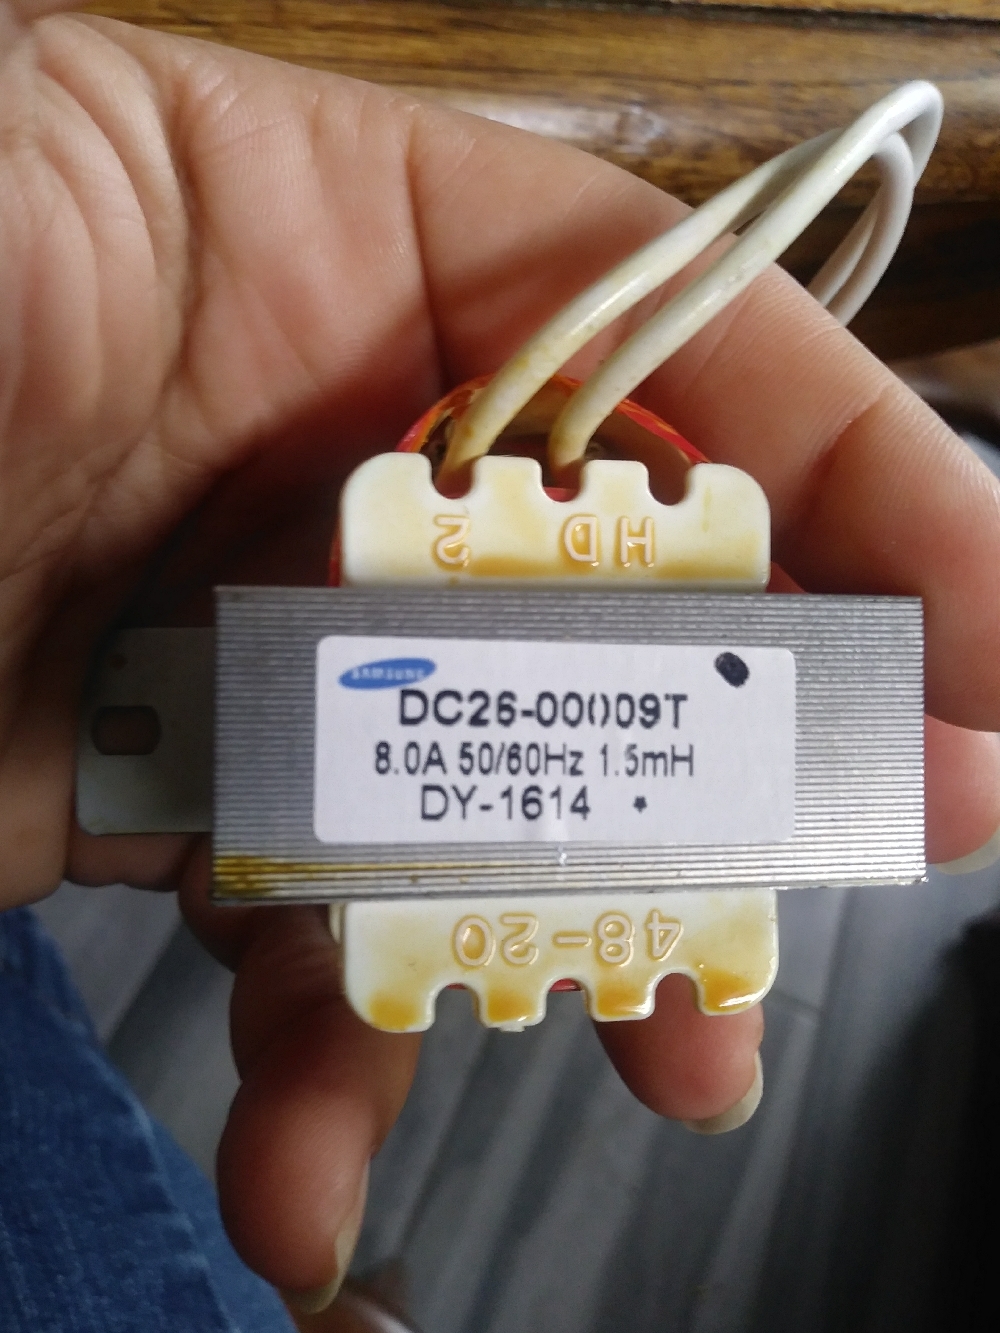 2 HD
SAMSUNG
DC26-00009T
8.0A 50/60Hz 1.5mH
DY-1614 *
48-20